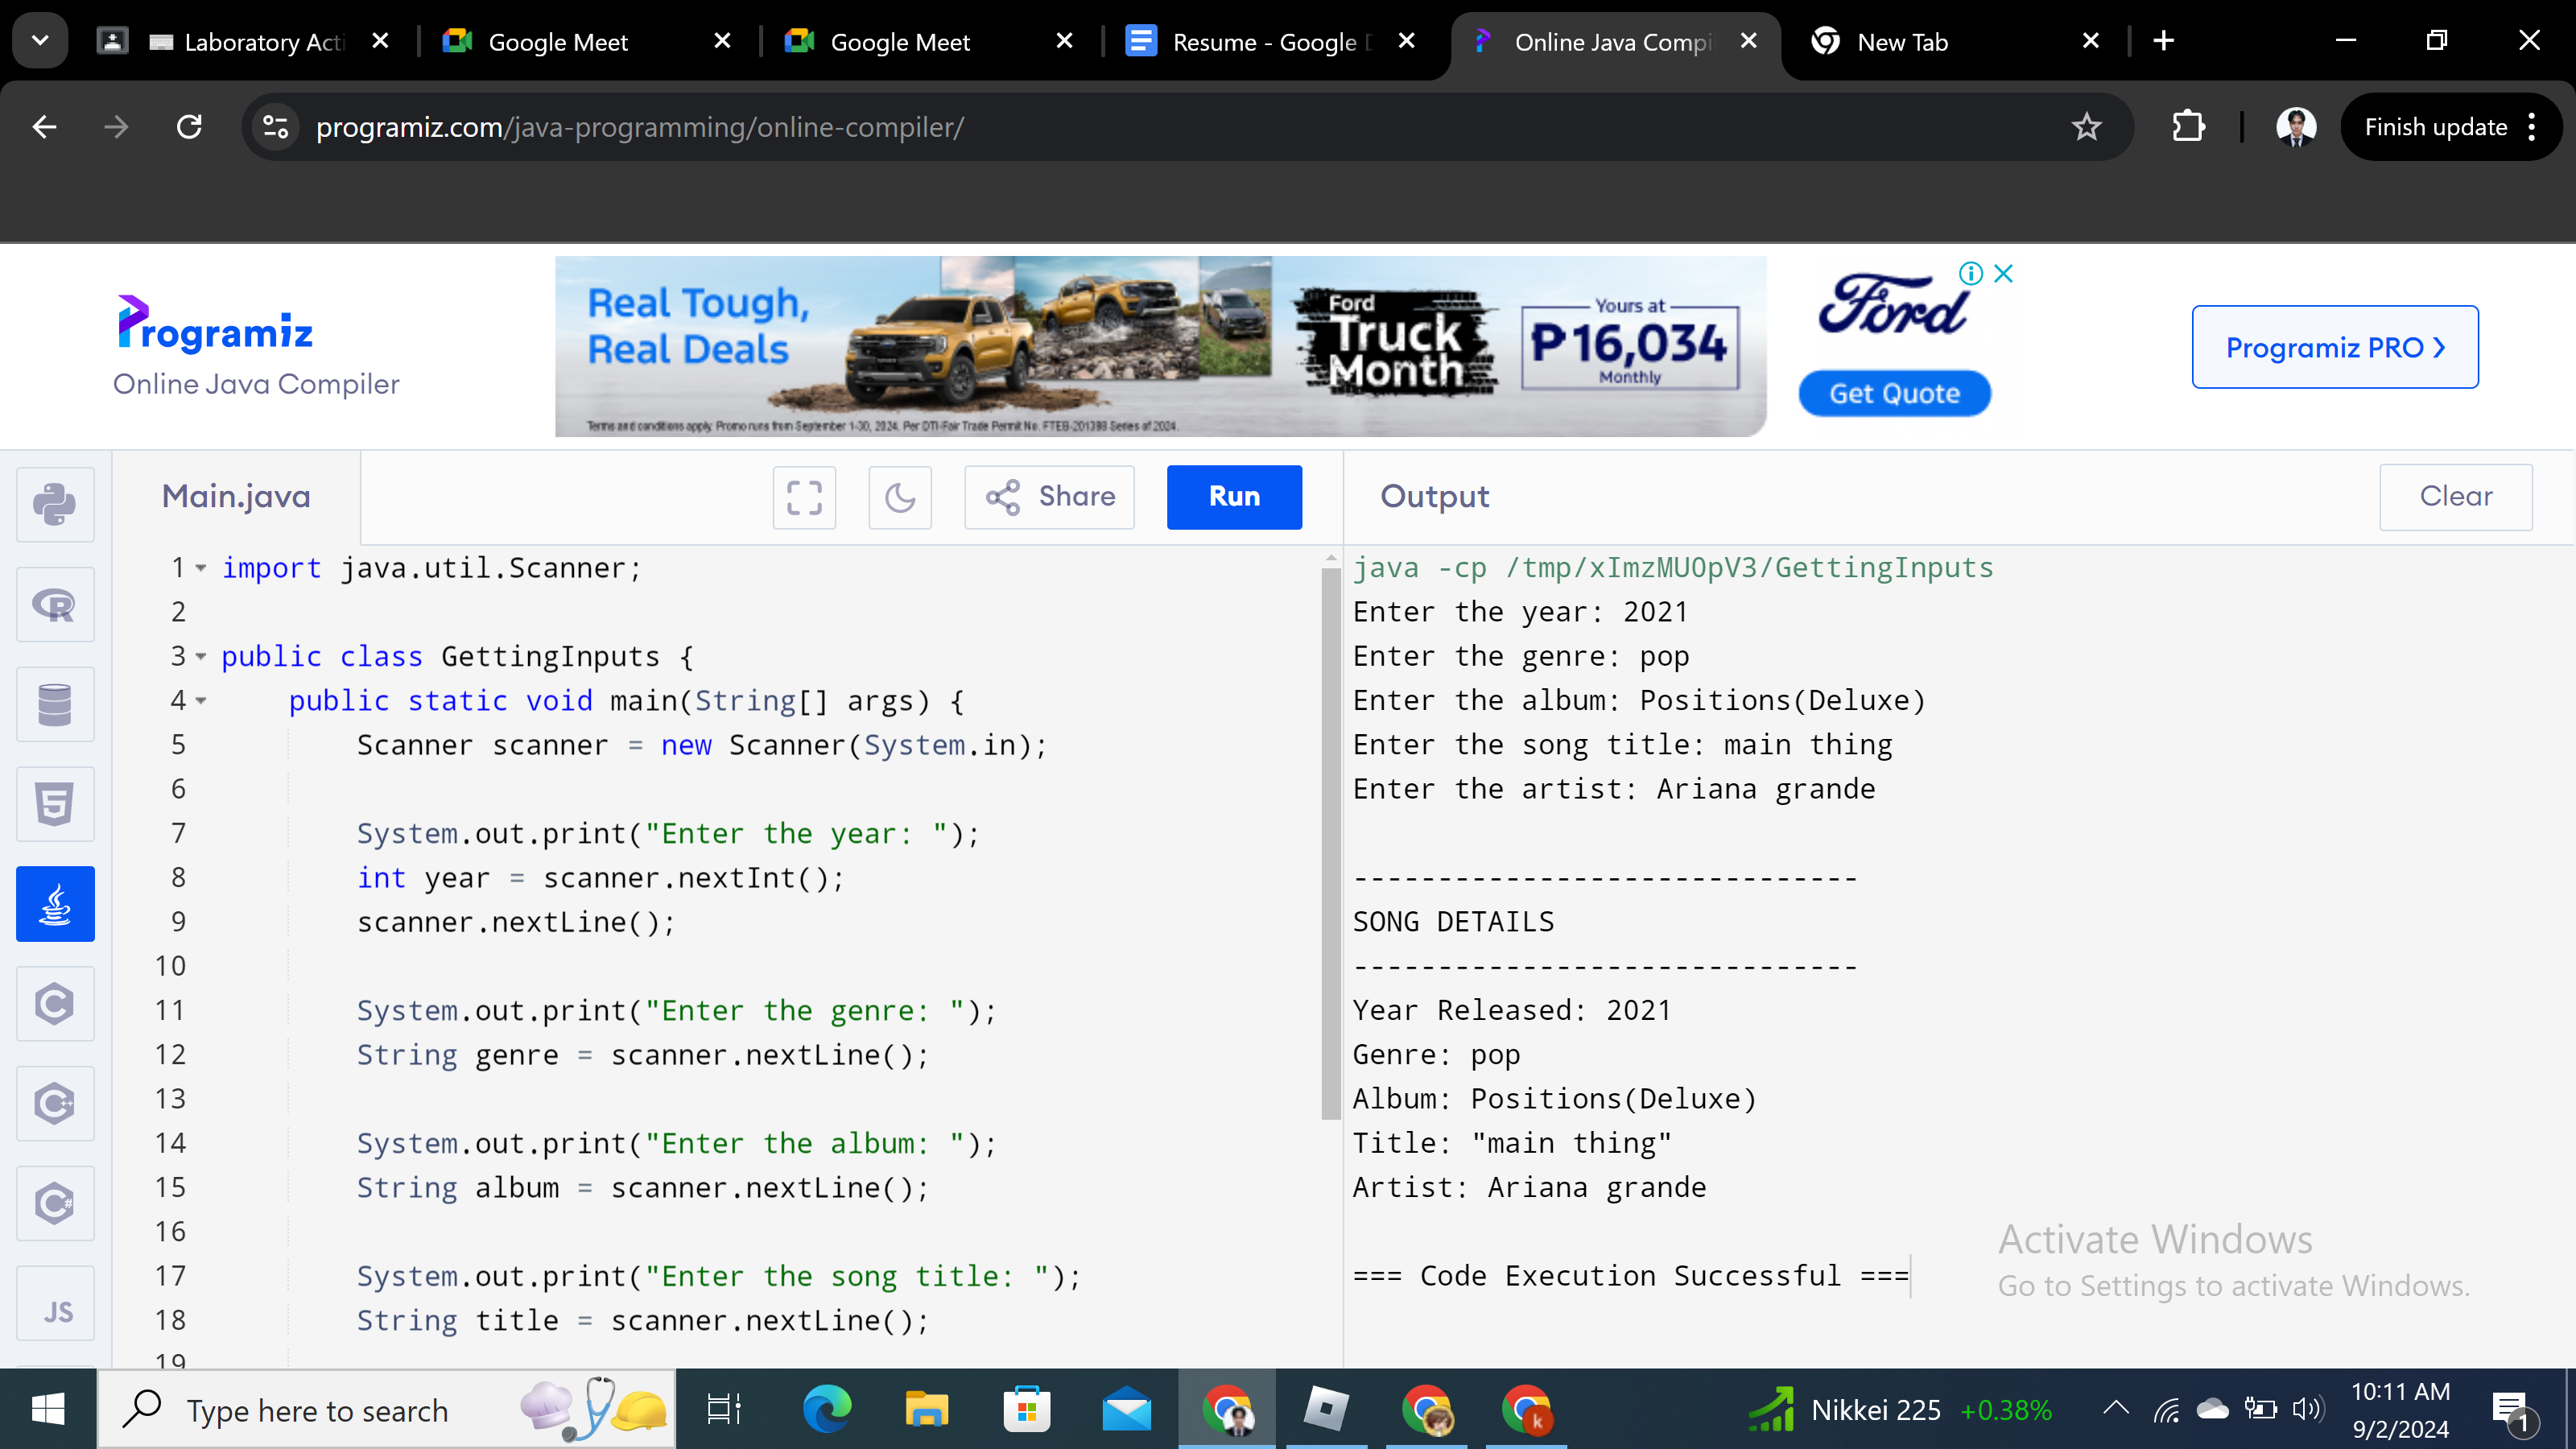 Laboratory Acti
Google Meet
Google Meet
Resume - Google D
Online Java Compi
New Tab
programiz.com/java-programming/online-compiler/
Finish update
Programiz
Online Java Compiler
Real Tough,
Real Deals
Terms and conditions apply. Promo runs from September 1-30, 2024. Per DTI-Fair Trade Permit No. FTEB-201388 Series of 2024.
Ford
Truck
Month
Yours at
₱16,034
Monthly
Ford
Get Quote
Programiz PRO
Main.java
Share
Run
Output
Clear
1 import java.util.Scanner;
2
3 public class GettingInputs {
4 public static void main(String[] args) {
5 Scanner scanner = new Scanner(System.in);
6
7 System.out.print("Enter the year: ");
8 int year = scanner.nextInt();
9 scanner.nextLine();
10
11 System.out.print("Enter the genre: ");
12 String genre = scanner.nextLine();
13
14 System.out.print("Enter the album: ");
15 String album = scanner.nextLine();
16
17 System.out.print("Enter the song title: ");
18 String title = scanner.nextLine();
19
java -cp /tmp/xImzMU0pV3/GettingInputs
Enter the year: 2021
Enter the genre: pop
Enter the album: Positions(Deluxe)
Enter the song title: main thing
Enter the artist: Ariana grande
------------------------------
SONG DETAILS
------------------------------
Year Released: 2021
Genre: pop
Album: Positions(Deluxe)
Title: "main thing"
Artist: Ariana grande
=== Code Execution Successful ===
Activate Windows
Go to Settings to activate Windows.
R
5
C
C++
C#
JS
Type here to search
k
Nikkei 225 +0.38%
10:11 AM
9/2/2024
1